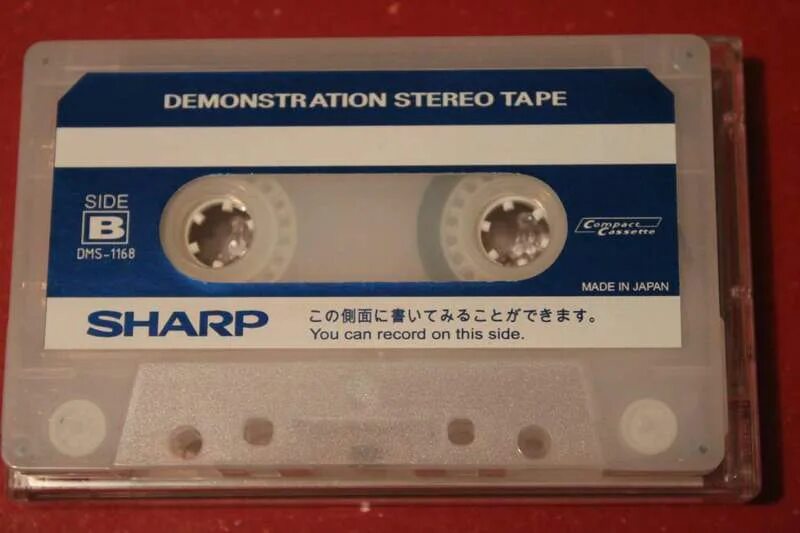 DEMONSTRATION STEREO TAPE
SIDE
B
DMS-1168
Compact
Cassette
MADE IN JAPAN
SHARP
この側面に書いてみることができます。
You can record on this side.